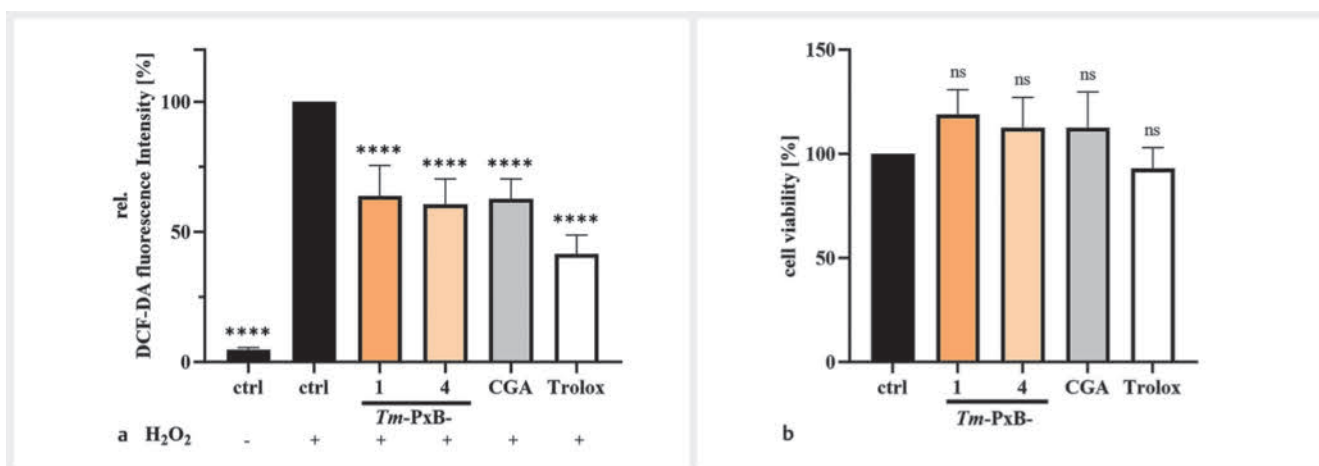 rel.
DCF-DA fluorescence Intensity [%]
100
50
0
****
****
****
****
****
ctrl ctrl 1 4 CGA Trolox
Tm-PxB-
a H₂O₂ - + + + + +
cell viability [%]
150
100
50
0
ns
ns
ns
ns
ctrl 1 4 CGA Trolox
Tm-PxB-
b